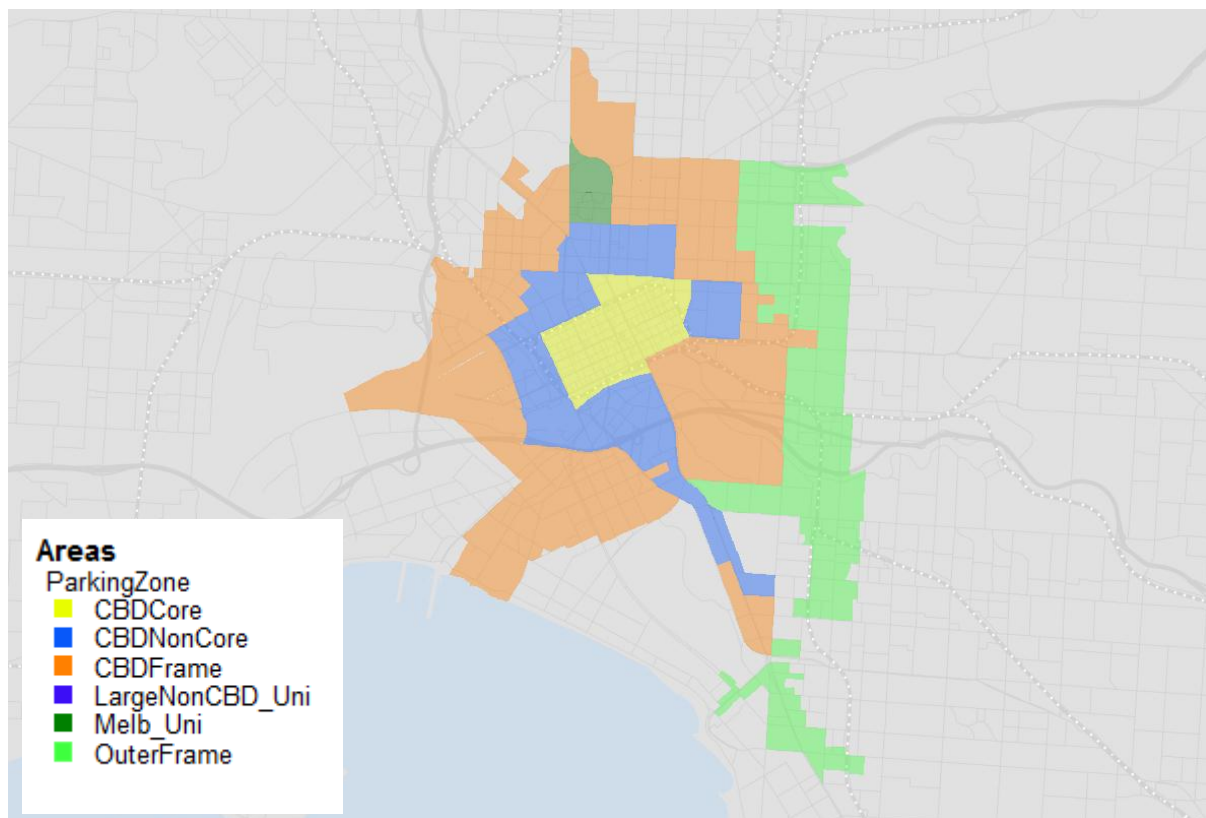 Areas
ParkingZone
CBDCore
CBDNonCore
CBDFrame
LargeNonCBD_Uni
Melb_Uni
OuterFrame